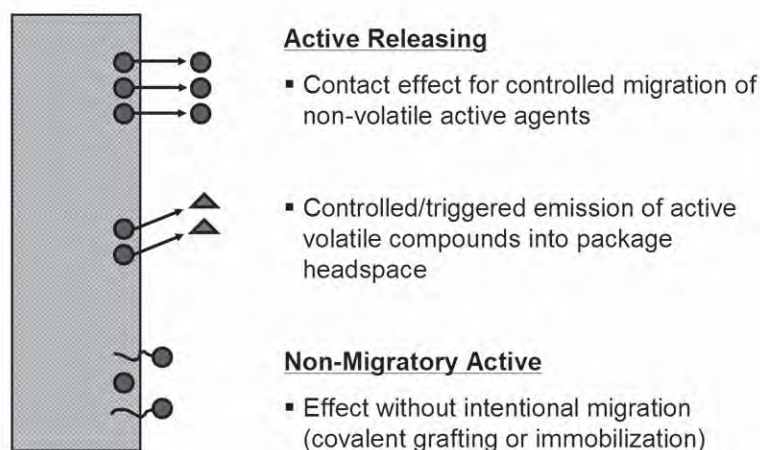 Active Releasing
▪ Contact effect for controlled migration of
non-volatile active agents
▪ Controlled/triggered emission of active
volatile compounds into package
headspace
Non-Migratory Active
▪ Effect without intentional migration
(covalent grafting or immobilization)